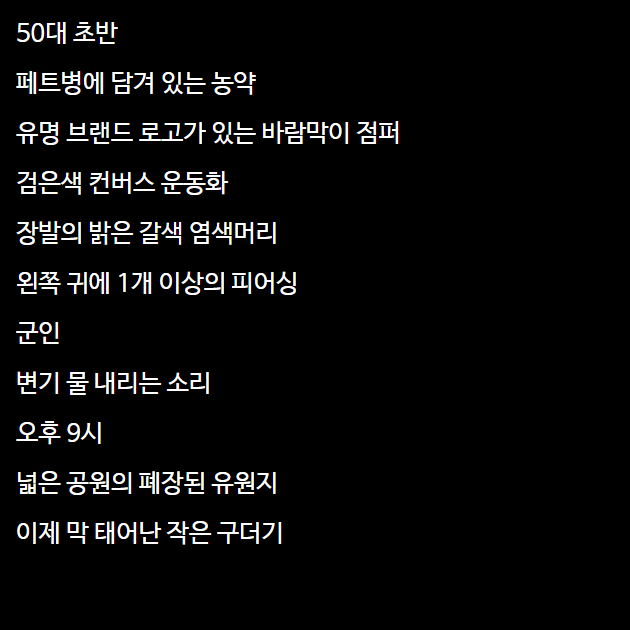 50대 초반
페트병에 담겨 있는 농약
유명 브랜드 로고가 있는 바람막이 점퍼
검은색 컨버스 운동화
장발의 밝은 갈색 염색머리
왼쪽 귀에 1개 이상의 피어싱
군인
변기 물 내리는 소리
오후 9시
넓은 공원의 폐장된 유원지
이제 막 태어난 작은 구더기